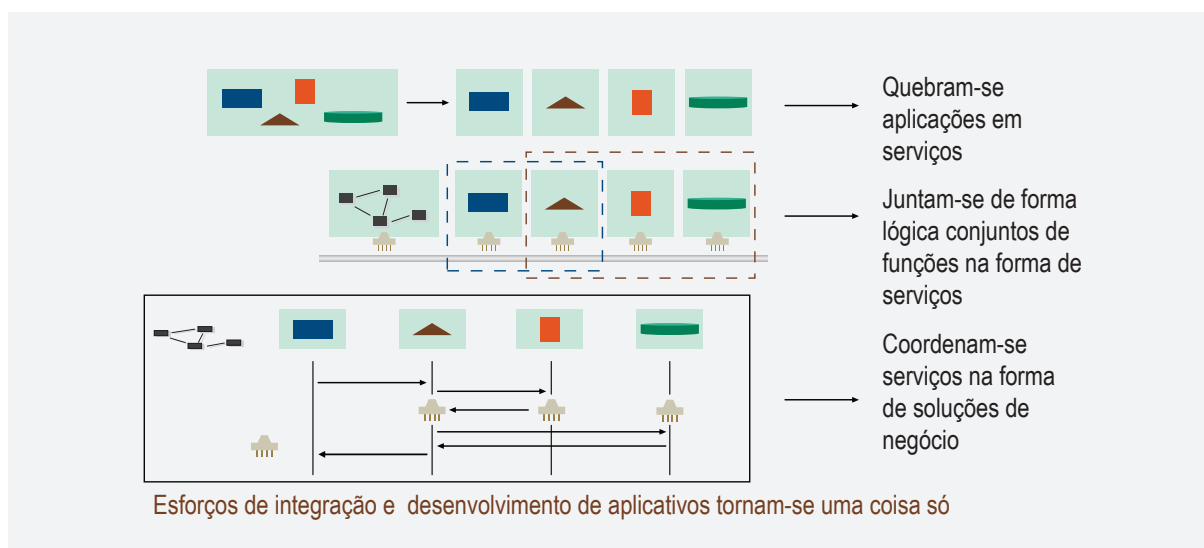 Quebram-se
aplicações em
serviços
Juntam-se de forma
lógica conjuntos de
funções na forma de
serviços
Coordenam-se
serviços na forma
de soluções de
negócio
Esforços de integração e desenvolvimento de aplicativos tornam-se uma coisa só